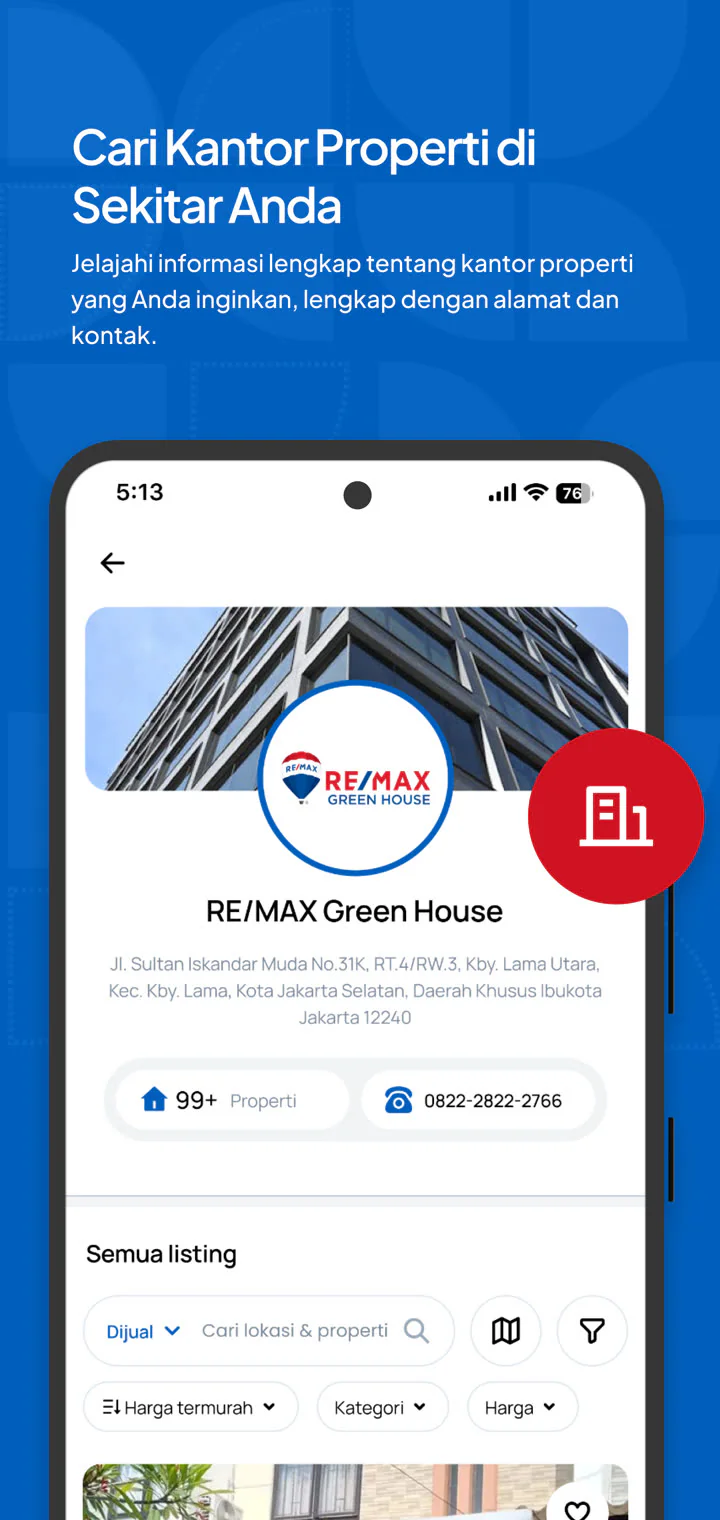 Cari Kantor Properti di
Sekitar Anda
Jelajahi informasi lengkap tentang kantor properti
yang Anda inginkan, lengkap dengan alamat dan
kontak.
5:13
76
RE/MAX
RE/MAX
GREEN HOUSE
RE/MAX Green House
Jl. Sultan Iskandar Muda No.31K, RT.4/RW.3, Kby. Lama Utara,
Kec. Kby. Lama, Kota Jakarta Selatan, Daerah Khusus Ibukota
Jakarta 12240
99+ Properti
0822-2822-2766
Semua listing
Dijual
Cari lokasi & properti
Harga termurah
Kategori
Harga